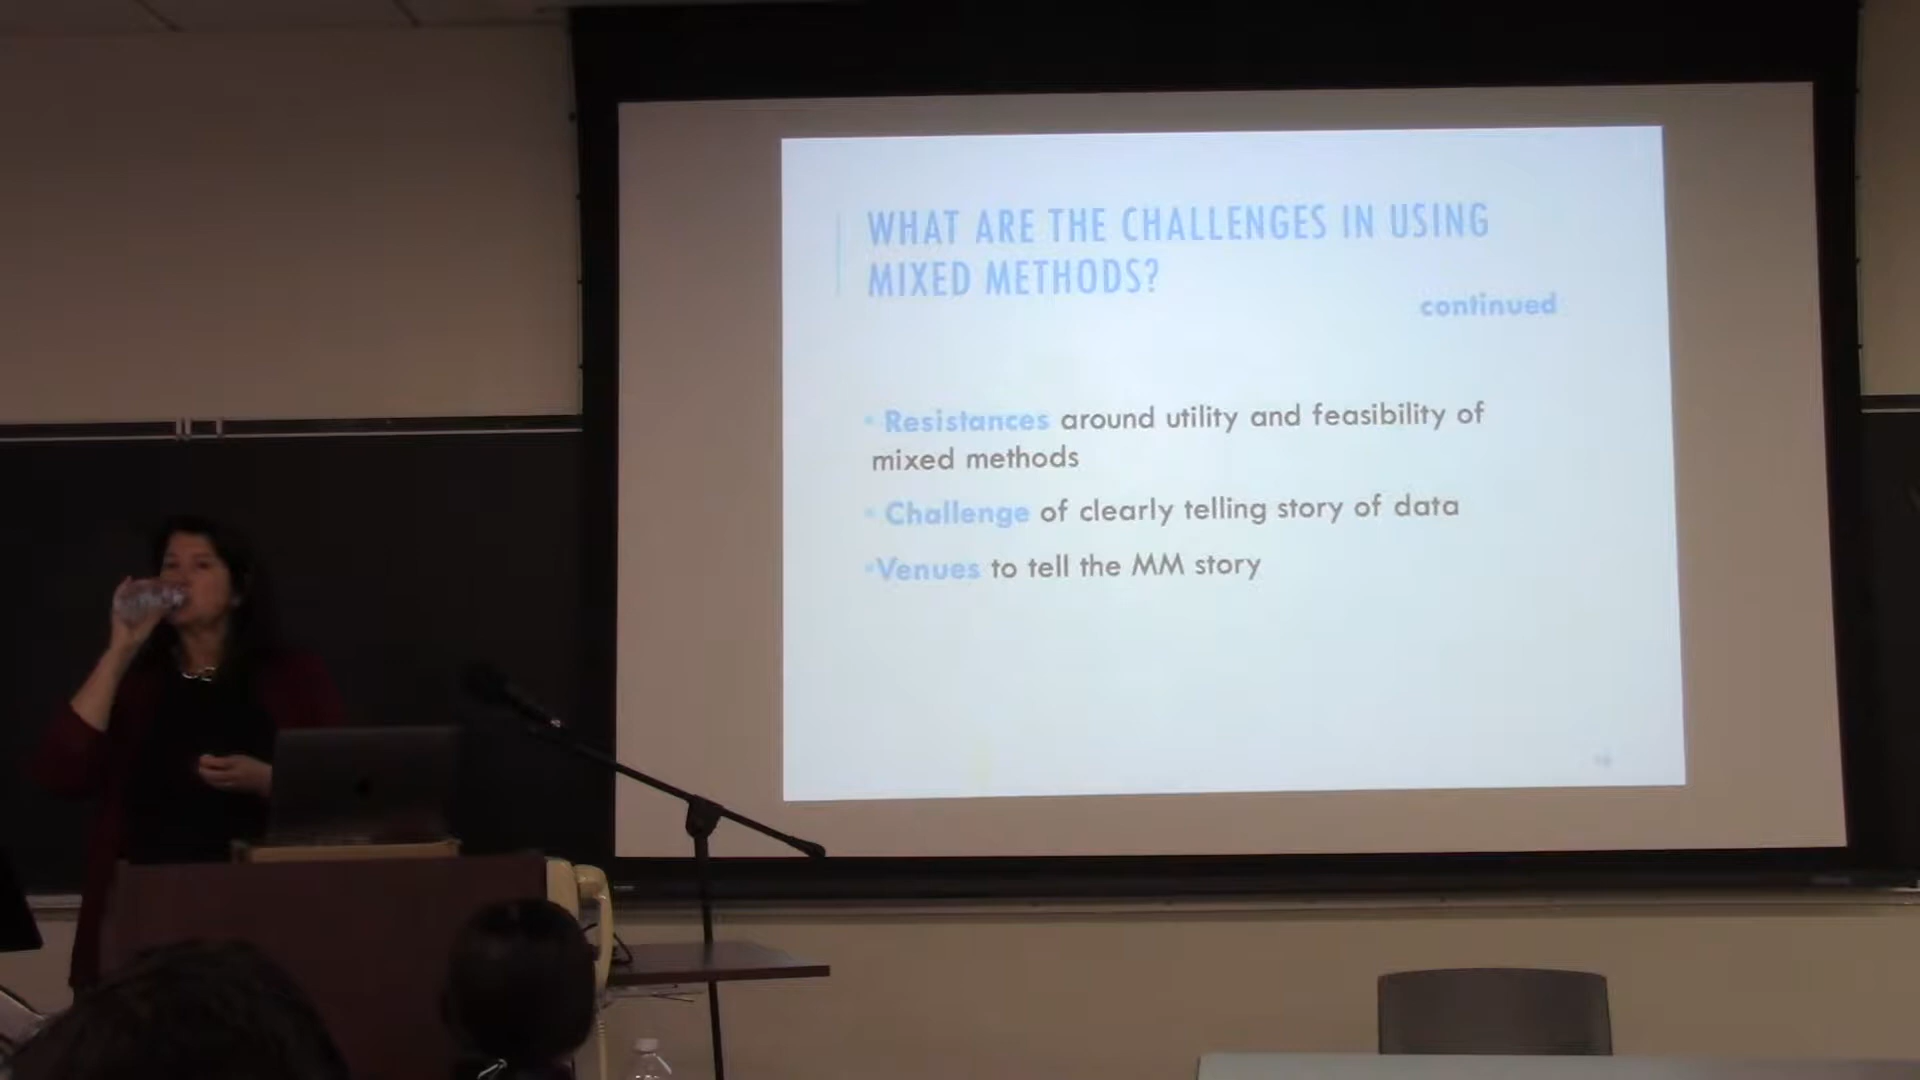 WHAT ARE THE CHALLENGES IN USING
MIXED METHODS?
continued
• Resistances around utility and feasibility of
mixed methods
• Challenge of clearly telling story of data
•Venues to tell the MM story